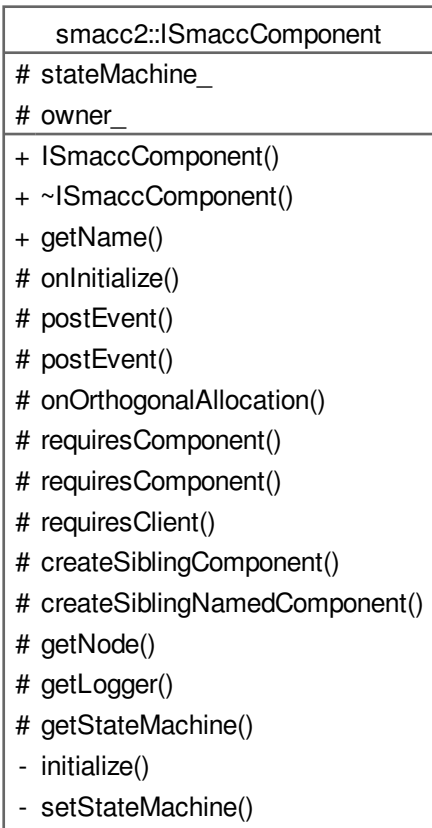 smacc2::ISmaccComponent
# stateMachine_
# owner_
+ ISmaccComponent()
+ ~ISmaccComponent()
+ getName()
# onInitialize()
# postEvent()
# postEvent()
# onOrthogonalAllocation()
# requiresComponent()
# requiresComponent()
# requiresClient()
# createSiblingComponent()
# createSiblingNamedComponent()
# getNode()
# getLogger()
# getStateMachine()
- initialize()
- setStateMachine()